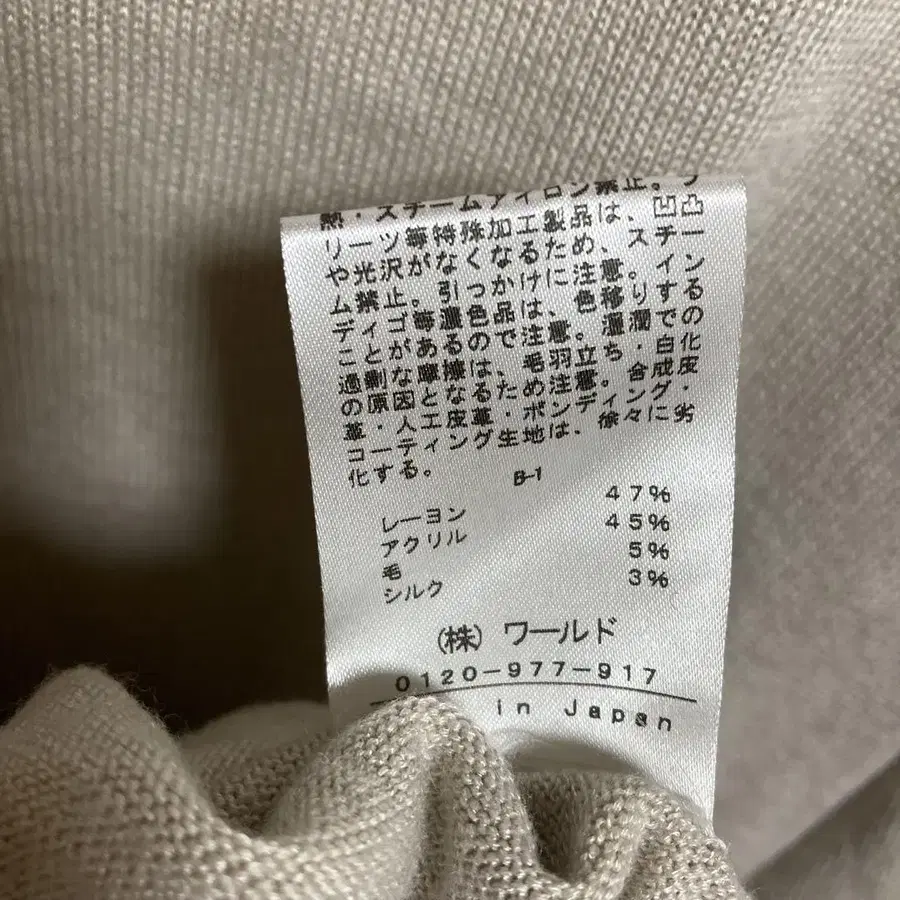 熱・スチームアイロン禁止。プ
リーツ等特殊加工製品は、凹凸
や光沢がなくなるため、スチー
ム禁止。引っかけに注意。イン
ディゴ等濃色品は、色移りする
ことがあるので注意。湿潤での
過剰な摩擦は、毛羽立ち・白化
の原因となるため注意。合成皮
革・人工皮革・ボンディング・
コーティング生地は、徐々に劣
化する。
B-1
レーヨン 47%
アクリル 45%
毛 5%
シルク 3%
(株) ワールド
0120-977-917
in Japan